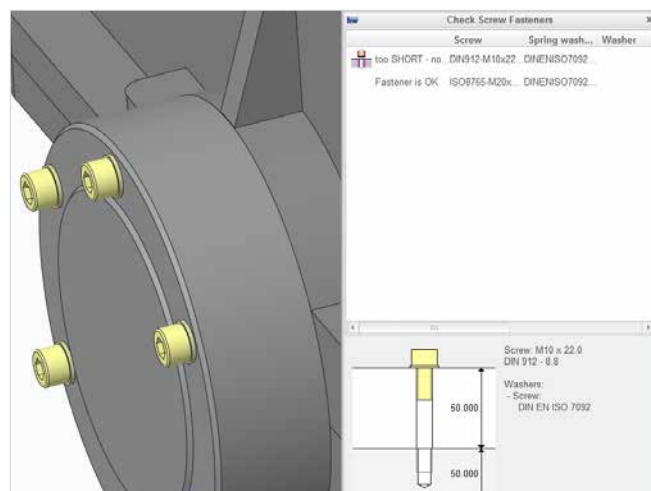 Check Screw Fasteners
Screw Spring wash... Washer
too SHORT - no.. DIN912-M10x22.. DINENISO7092...
Fastener is OK ISO8765-M20x... DINENISO7092...
Screw: M10 x 22.0
DIN 912 - 8.8
Washers:
- Screw:
DIN EN ISO 7092
50.000
50.000